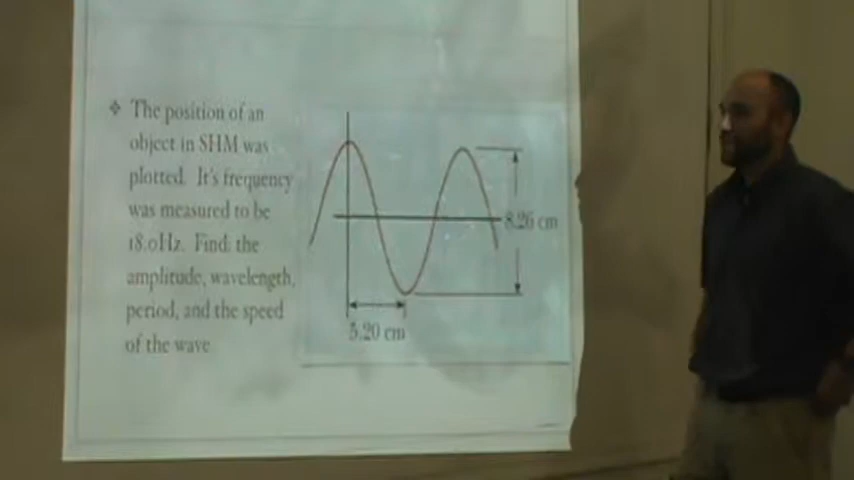 ❖ The position of an
object in SHM was
plotted. It's frequency
was measured to be
18.0Hz. Find: the
amplitude, wavelength,
period, and the speed
of the wave
8.26 cm
5.20 cm